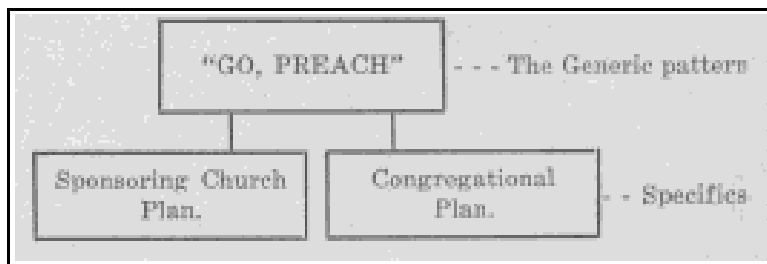 "GO, PREACH" - - - The Generic pattern
Sponsoring Church Plan.
Congregational Plan. - - Specifics